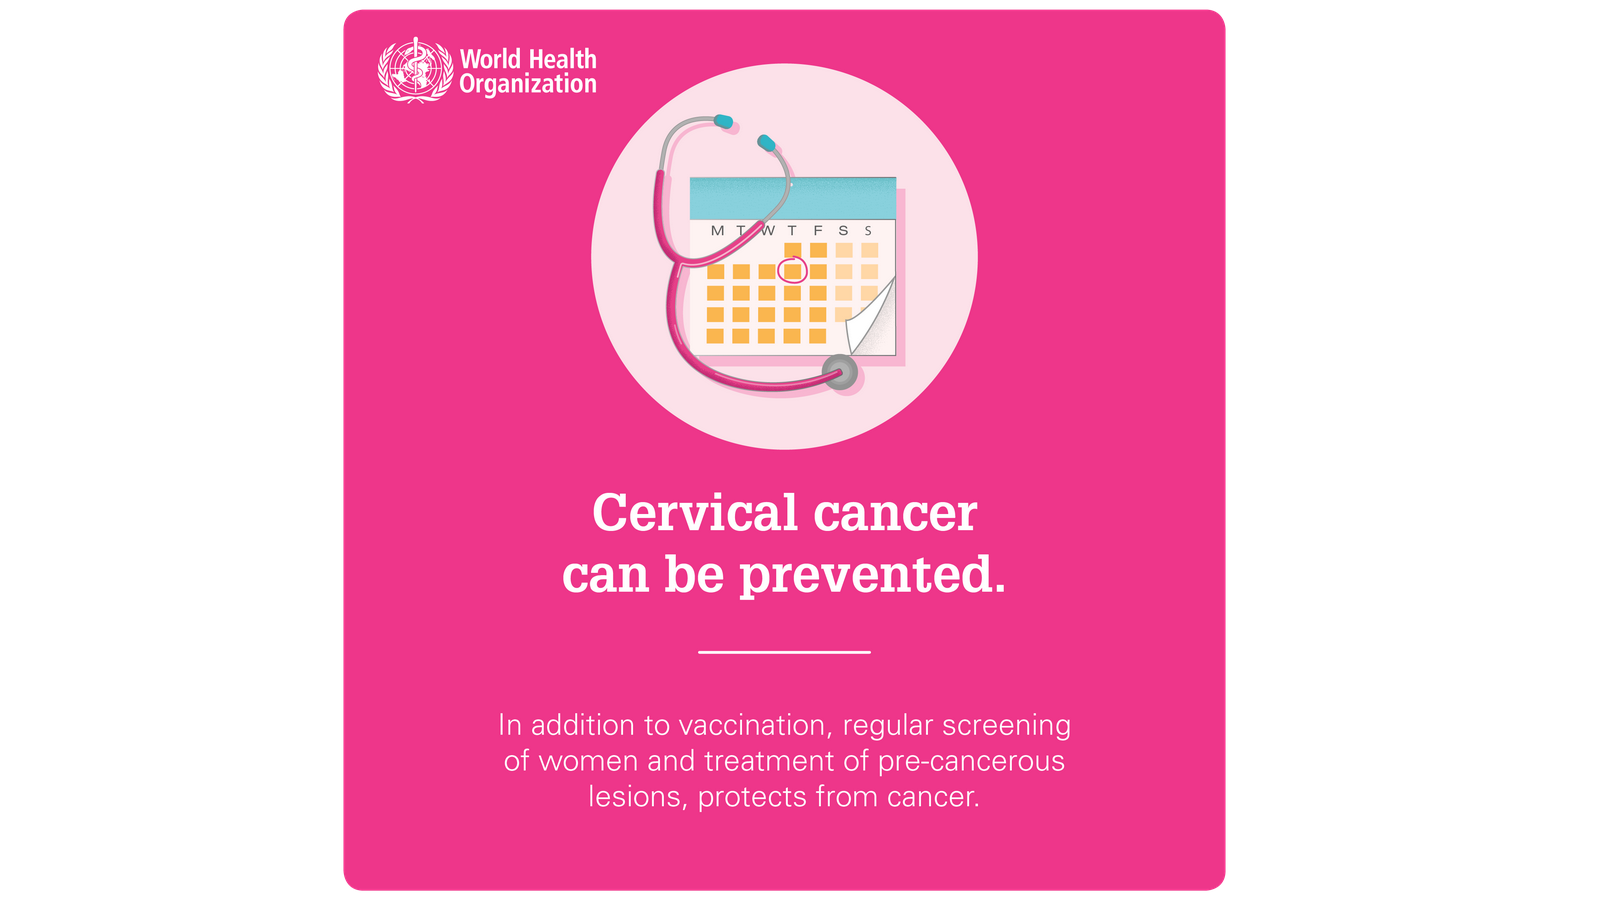 World Health
Organization
M T W T F S S
Cervical cancer
can be prevented.
In addition to vaccination, regular screening
of women and treatment of pre-cancerous
lesions, protects from cancer.